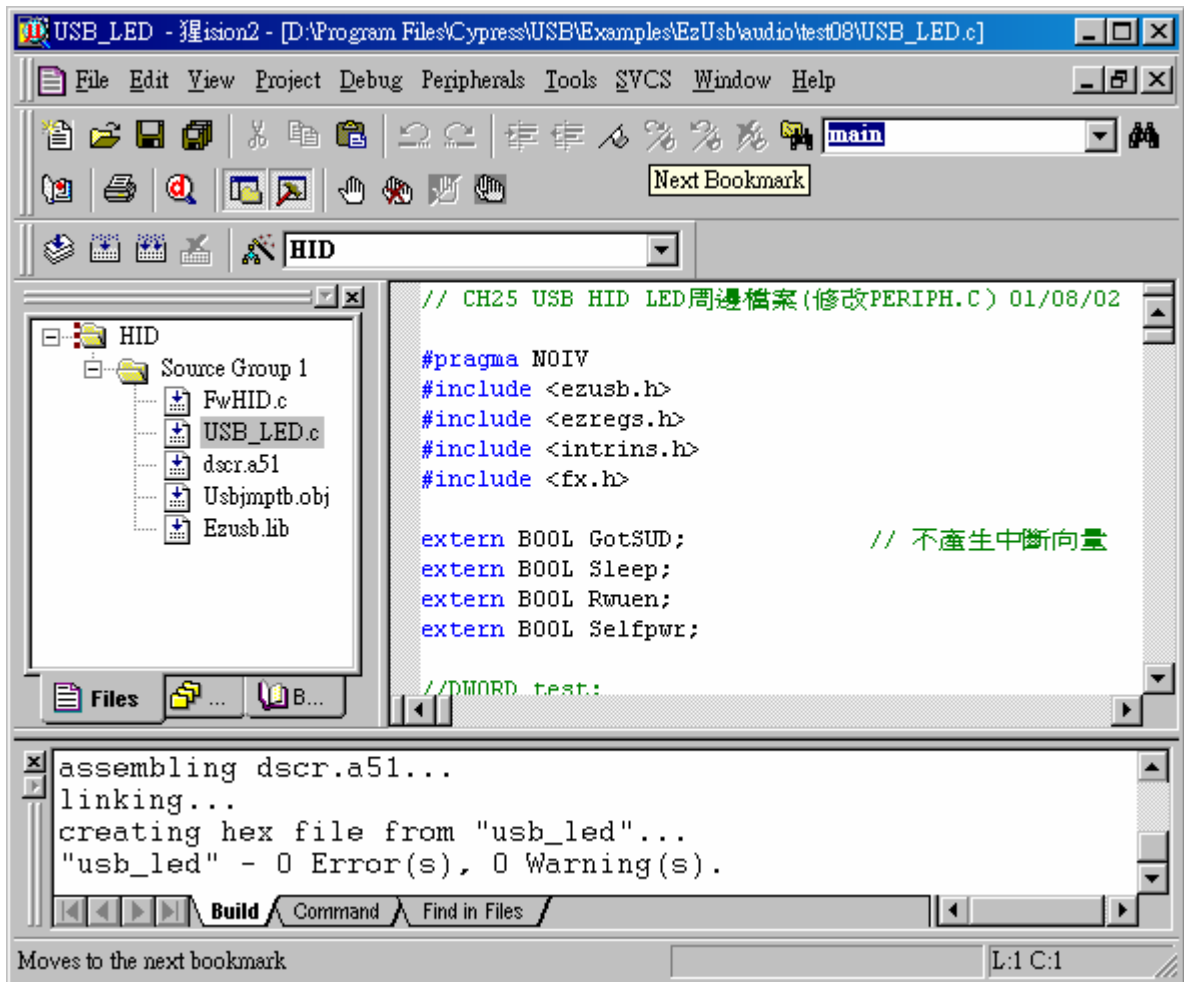 USB_LED - 猩ision2 - [D:\Program Files\Cypress\USB\Examples\EzUsb\audio\test08\USB_LED.c]
File Edit View Project Debug Peripherals Tools SVCS Window Help
main
Next Bookmark
HID
HID
Source Group 1
FwHID.c
USB_LED.c
dscr.a51
Usbjmptb.obj
Ezusb.lib
Files ... B...
// CH25 USB HID LED周邊檔案(修改PERIPH.C) 01/08/02
#pragma NOIV
#include <ezusb.h>
#include <ezregs.h>
#include <intrins.h>
#include <fx.h>
extern BOOL GotSUD; // 不產生中斷向量
extern BOOL Sleep;
extern BOOL Rwuen;
extern BOOL Selfpwr;
//DWORD test;
assembling dscr.a51...
linking...
creating hex file from "usb_led"...
"usb_led" - 0 Error(s), 0 Warning(s).
Build Command Find in Files
Moves to the next bookmark L:1 C:1